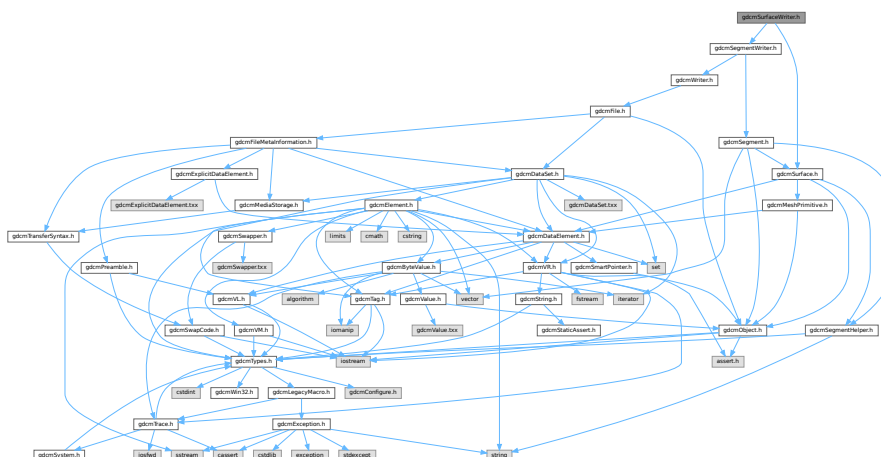 gdcmSurfaceWriter.h
gdcmSegmentWriter.h
gdcmWriter.h
gdcmFile.h
gdcmFileMetaInformation.h
gdcmSegment.h
gdcmExplicitDataElement.h
gdcmDataSet.h
gdcmSurface.h
gdcmExplicitDataElement.txx
gdcmMediaStorage.h
gdcmElement.h
gdcmDataSet.txx
gdcmMeshPrimitive.h
gdcmTransferSyntax.h
gdcmSwapper.h
limits
cmath
cstring
gdcmDataElement.h
gdcmPreamble.h
gdcmSwapper.txx
gdcmByteValue.h
gdcmVR.h
gdcmSmartPointer.h
set
gdcmVL.h
algorithm
gdcmTag.h
gdcmValue.h
vector
gdcmString.h
fstream
iterator
gdcmSwapCode.h
gdcmVM.h
iomanip
gdcmValue.txx
gdcmStaticAssert.h
gdcmObject.h
gdcmSegmentHelper.h
gdcmTypes.h
iostream
assert.h
cstdint
gdcmWin32.h
gdcmLegacyMacro.h
gdcmConfigure.h
gdcmTrace.h
gdcmException.h
gdcmSystem.h
iosfwd
sstream
cassert
cstdlib
exception
stdexcept
string